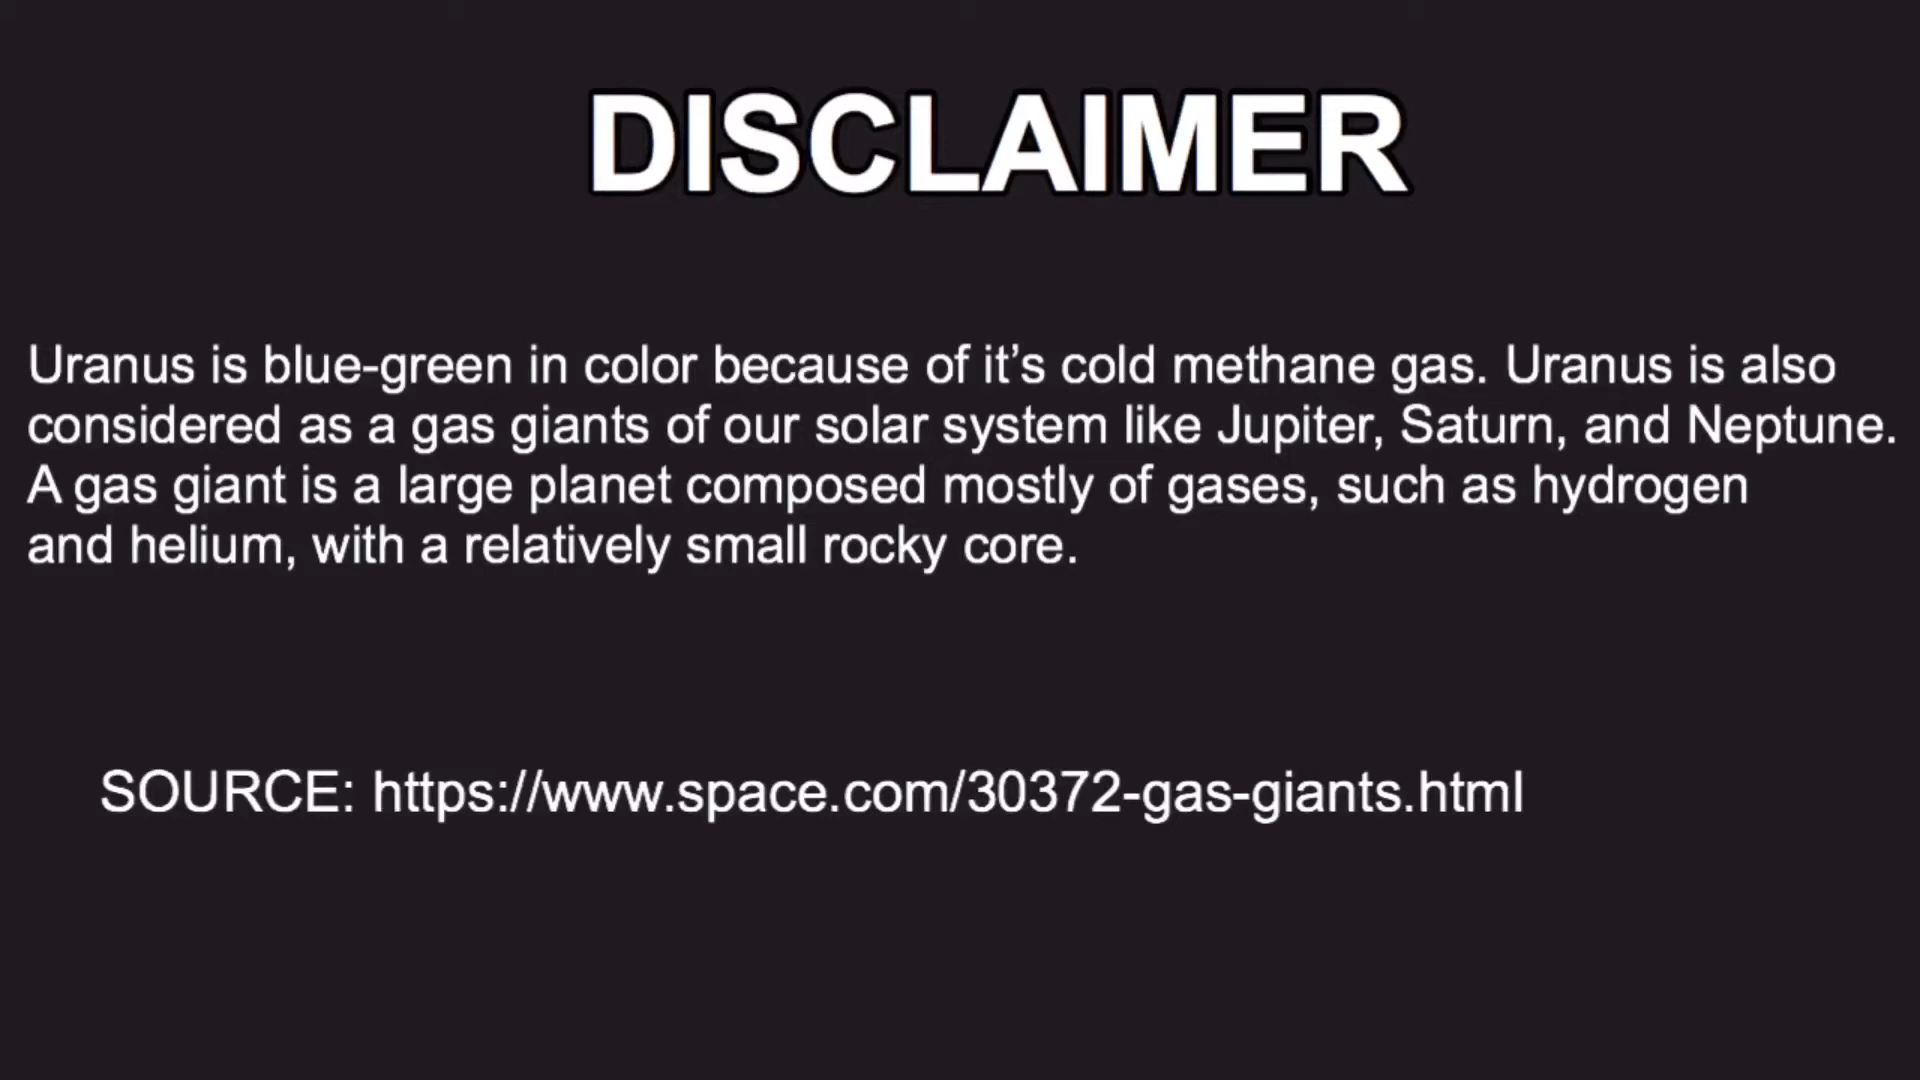 DISCLAIMER
Uranus is blue-green in color because of it’s cold methane gas. Uranus is also
considered as a gas giants of our solar system like Jupiter, Saturn, and Neptune.
A gas giant is a large planet composed mostly of gases, such as hydrogen
and helium, with a relatively small rocky core.
SOURCE: https://www.space.com/30372-gas-giants.html